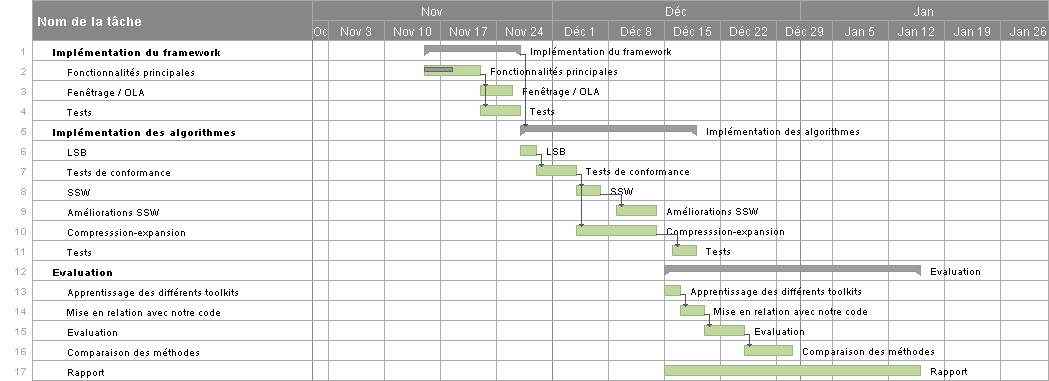 Nom de la tâche
Nov Déc Jan
Oc Nov 3 Nov 10 Nov 17 Nov 24 Déc 1 Déc 8 Déc 15 Déc 22 Déc 29 Jan 5 Jan 12 Jan 19 Jan 26
1 Implémentation du framework Implémentation du framework
2 Fonctionnalités principales Fonctionnalités principales
3 Fenêtrage / OLA Fenêtrage / OLA
4 Tests Tests
5 Implémentation des algorithmes Implémentation des algorithmes
6 LSB LSB
7 Tests de conformance Tests de conformance
8 SSW SSW
9 Améliorations SSW Améliorations SSW
10 Compresssion-expansion Compresssion-expansion
11 Tests Tests
12 Evaluation Evaluation
13 Apprentissage des différents toolkits Apprentissage des différents toolkits
14 Mise en relation avec notre code Mise en relation avec notre code
15 Evaluation Evaluation
16 Comparaison des méthodes Comparaison des méthodes
17 Rapport Rapport